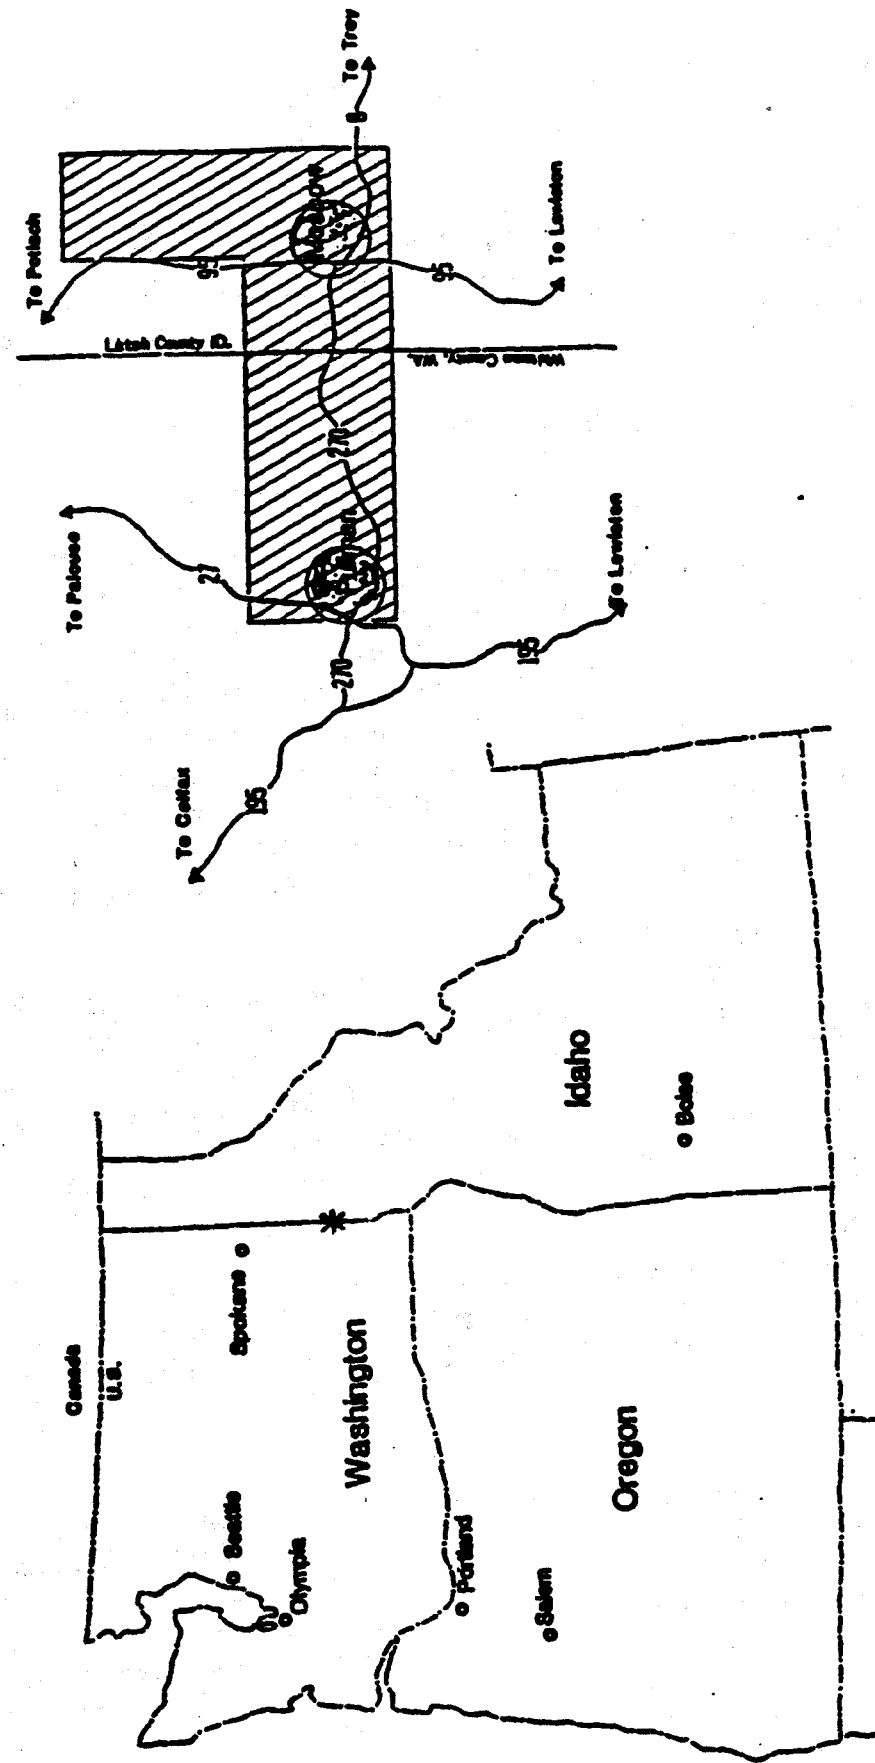 Canada
U.S.
Seattle
Olympia
Spokane
Washington
Portland
Salem
Oregon
Idaho
Boise
To Colfax
195
To Palouse
27
270
Pullman
270
195
To Lewiston
To Potlach
Latah County ID.
Whitman County, WA.
95
Moscow
8
To Troy
95
To Lewiston